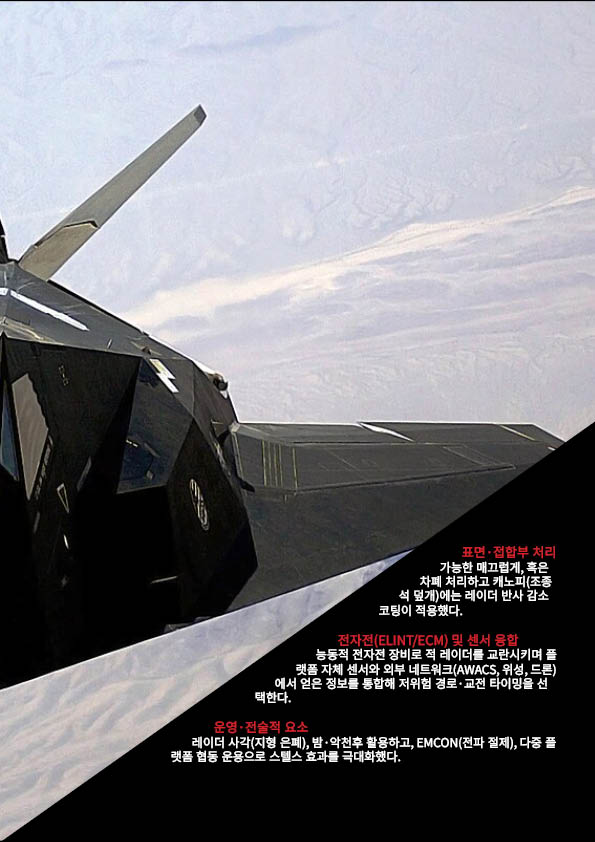 표면·접합부 처리
가능한 매끄럽게, 혹은
차폐 처리하고 캐노피(조종
석 덮개)에는 레이더 반사 감소
코팅이 적용했다.
전자전(ELINT/ECM) 및 센서 융합
능동적 전자전 장비로 적 레이더를 교란시키며 플
랫폼 자체 센서와 외부 네트워크(AWACS, 위성, 드론)
에서 얻은 정보를 통합해 저위험 경로·교전 타이밍을 선
택한다.
운영·전술적 요소
레이더 사각(지형 은폐), 밤·악천후 활용하고, EMCON(전파 절제), 다중 플
랫폼 협동 운용으로 스텔스 효과를 극대화했다.